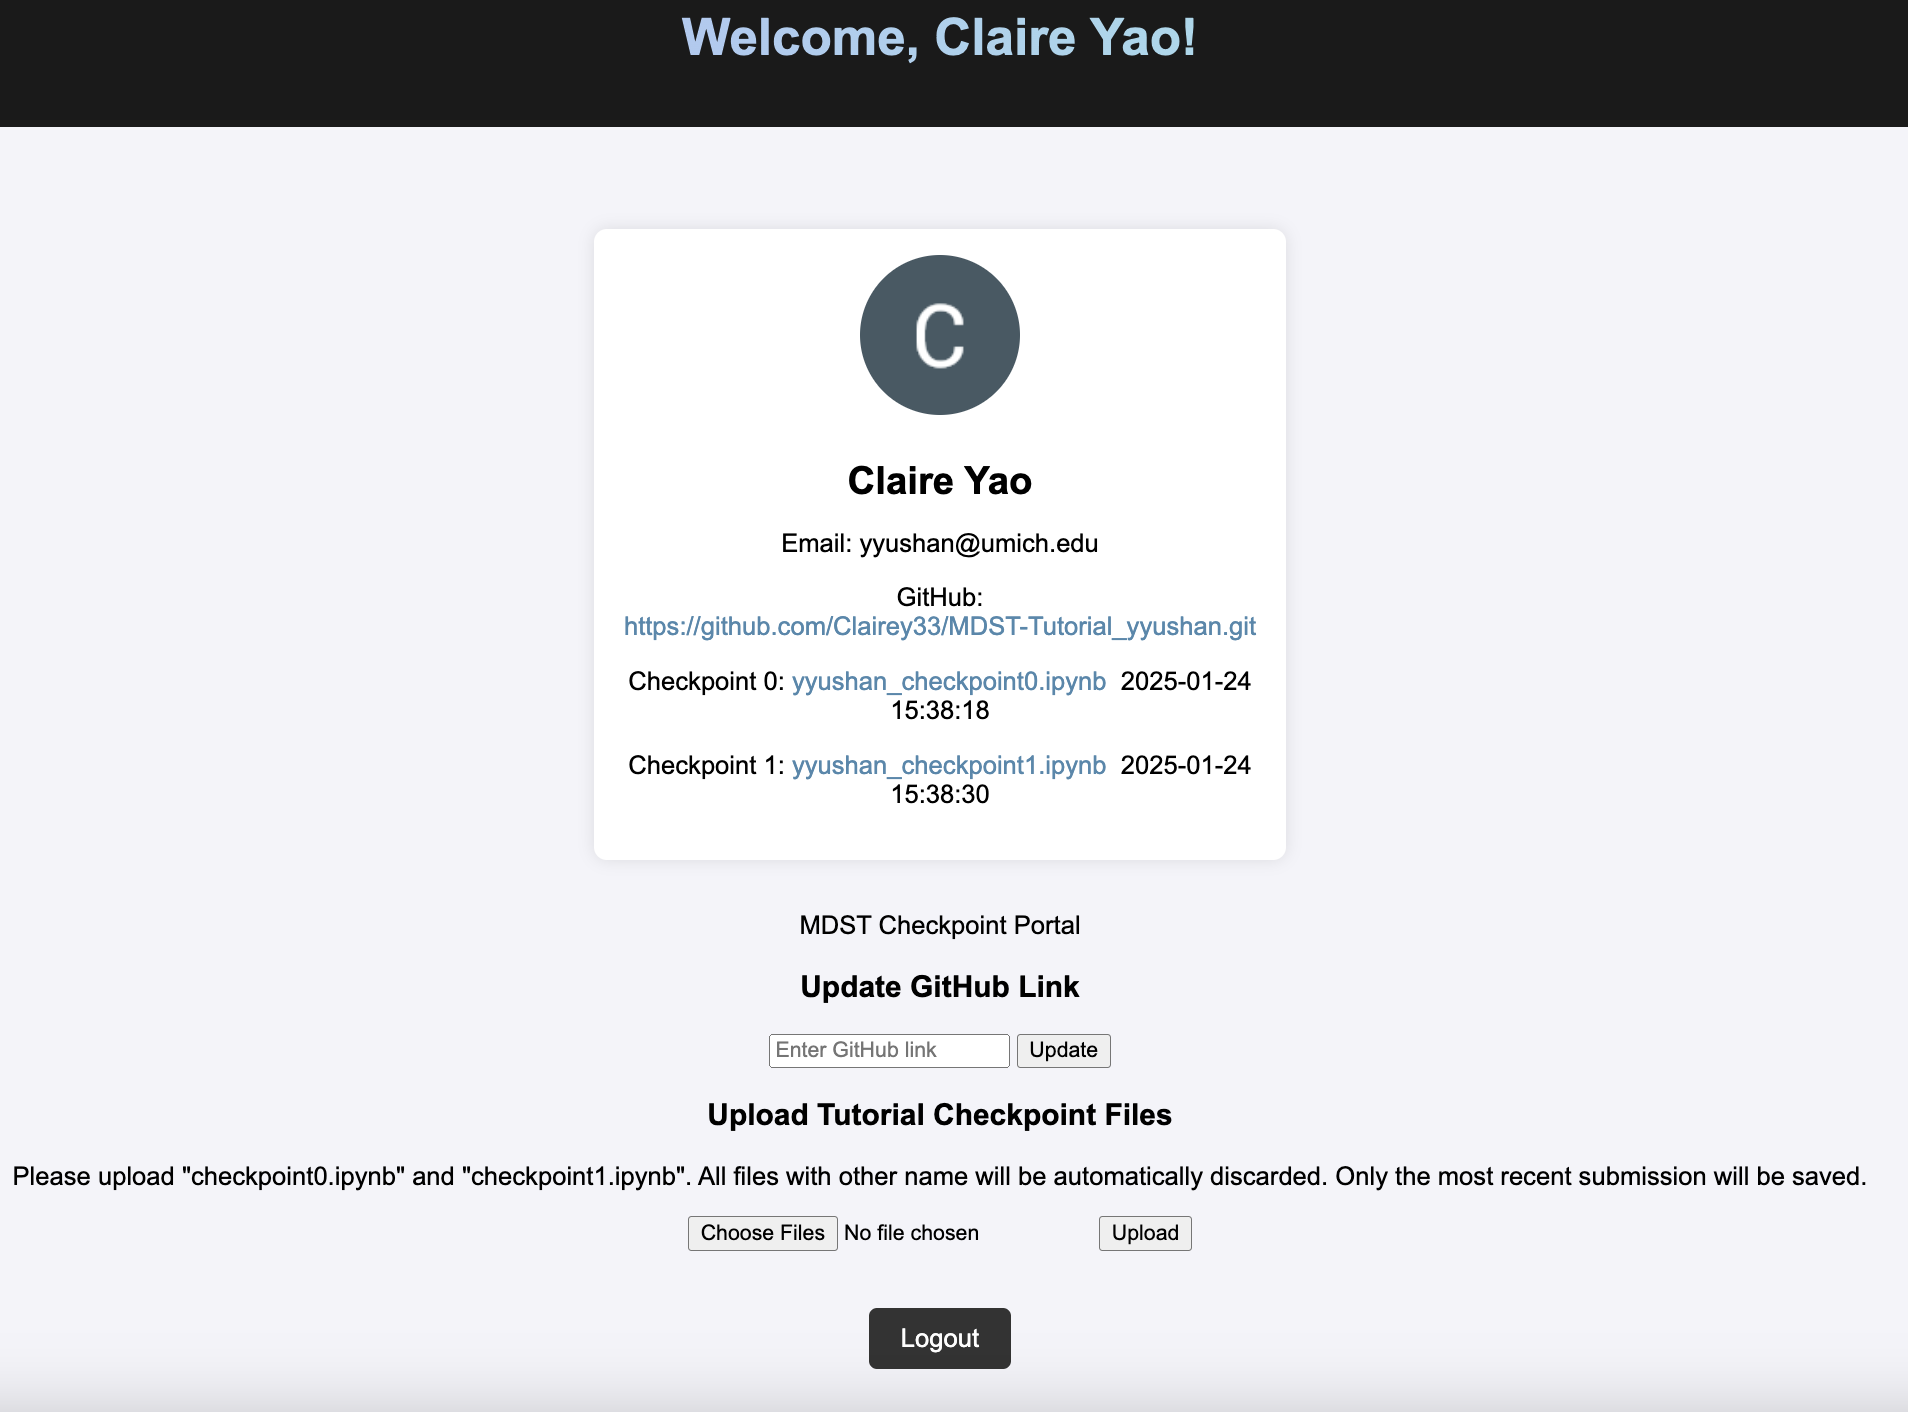 Welcome, Claire Yao!
C
Claire Yao
Email: yyushan@umich.edu
GitHub:
https://github.com/Clairey33/MDST-Tutorial_yyushan.git
Checkpoint 0: yyushan_checkpoint0.ipynb 2025-01-24
15:38:18
Checkpoint 1: yyushan_checkpoint1.ipynb 2025-01-24
15:38:30
MDST Checkpoint Portal
Update GitHub Link
Enter GitHub link Update
Upload Tutorial Checkpoint Files
Please upload "checkpoint0.ipynb" and "checkpoint1.ipynb". All files with other name will be automatically discarded. Only the most recent submission will be saved.
Choose Files No file chosen Upload
Logout